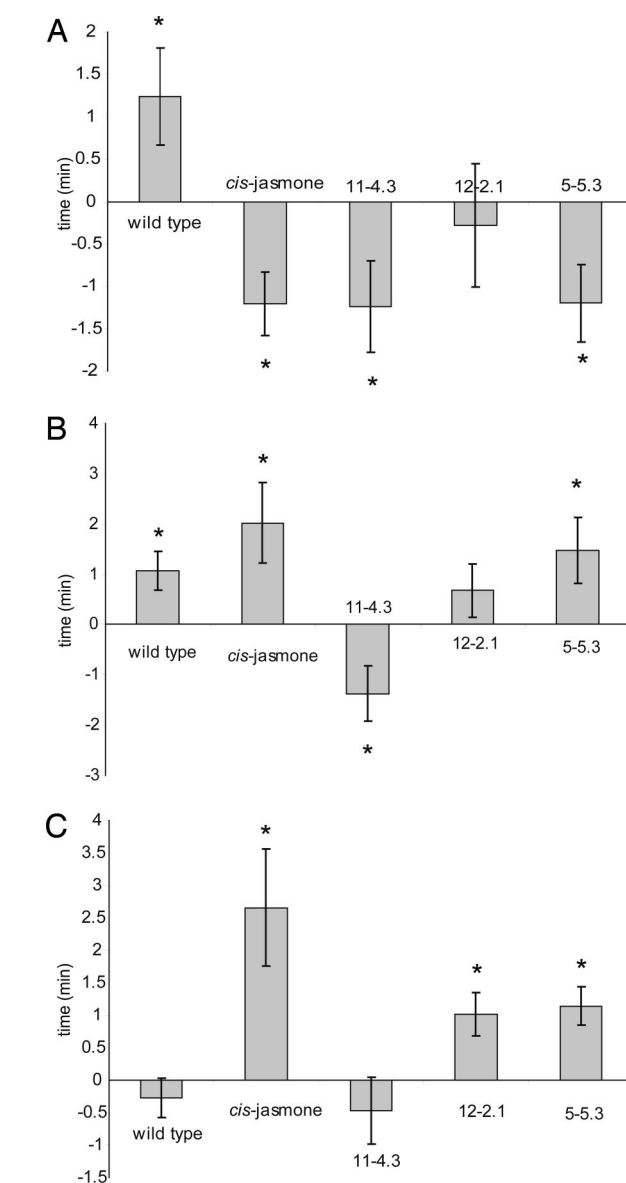 A
*
2
1.5
1
0.5
0
-0.5
-1
-1.5
-2
time (min)
cis-jasmone 11-4.3 12-2.1 5-5.3
wild type
* * *
B
4
3
2
1
0
-1
-2
-3
time (min)
* * *
11-4.3
wild type cis-jasmone 12-2.1 5-5.3
*
C
4
3.5
3
2.5
2
1.5
1
0.5
0
-0.5
-1
-1.5
time (min)
* * *
wild type cis-jasmone 12-2.1 5-5.3
11-4.3